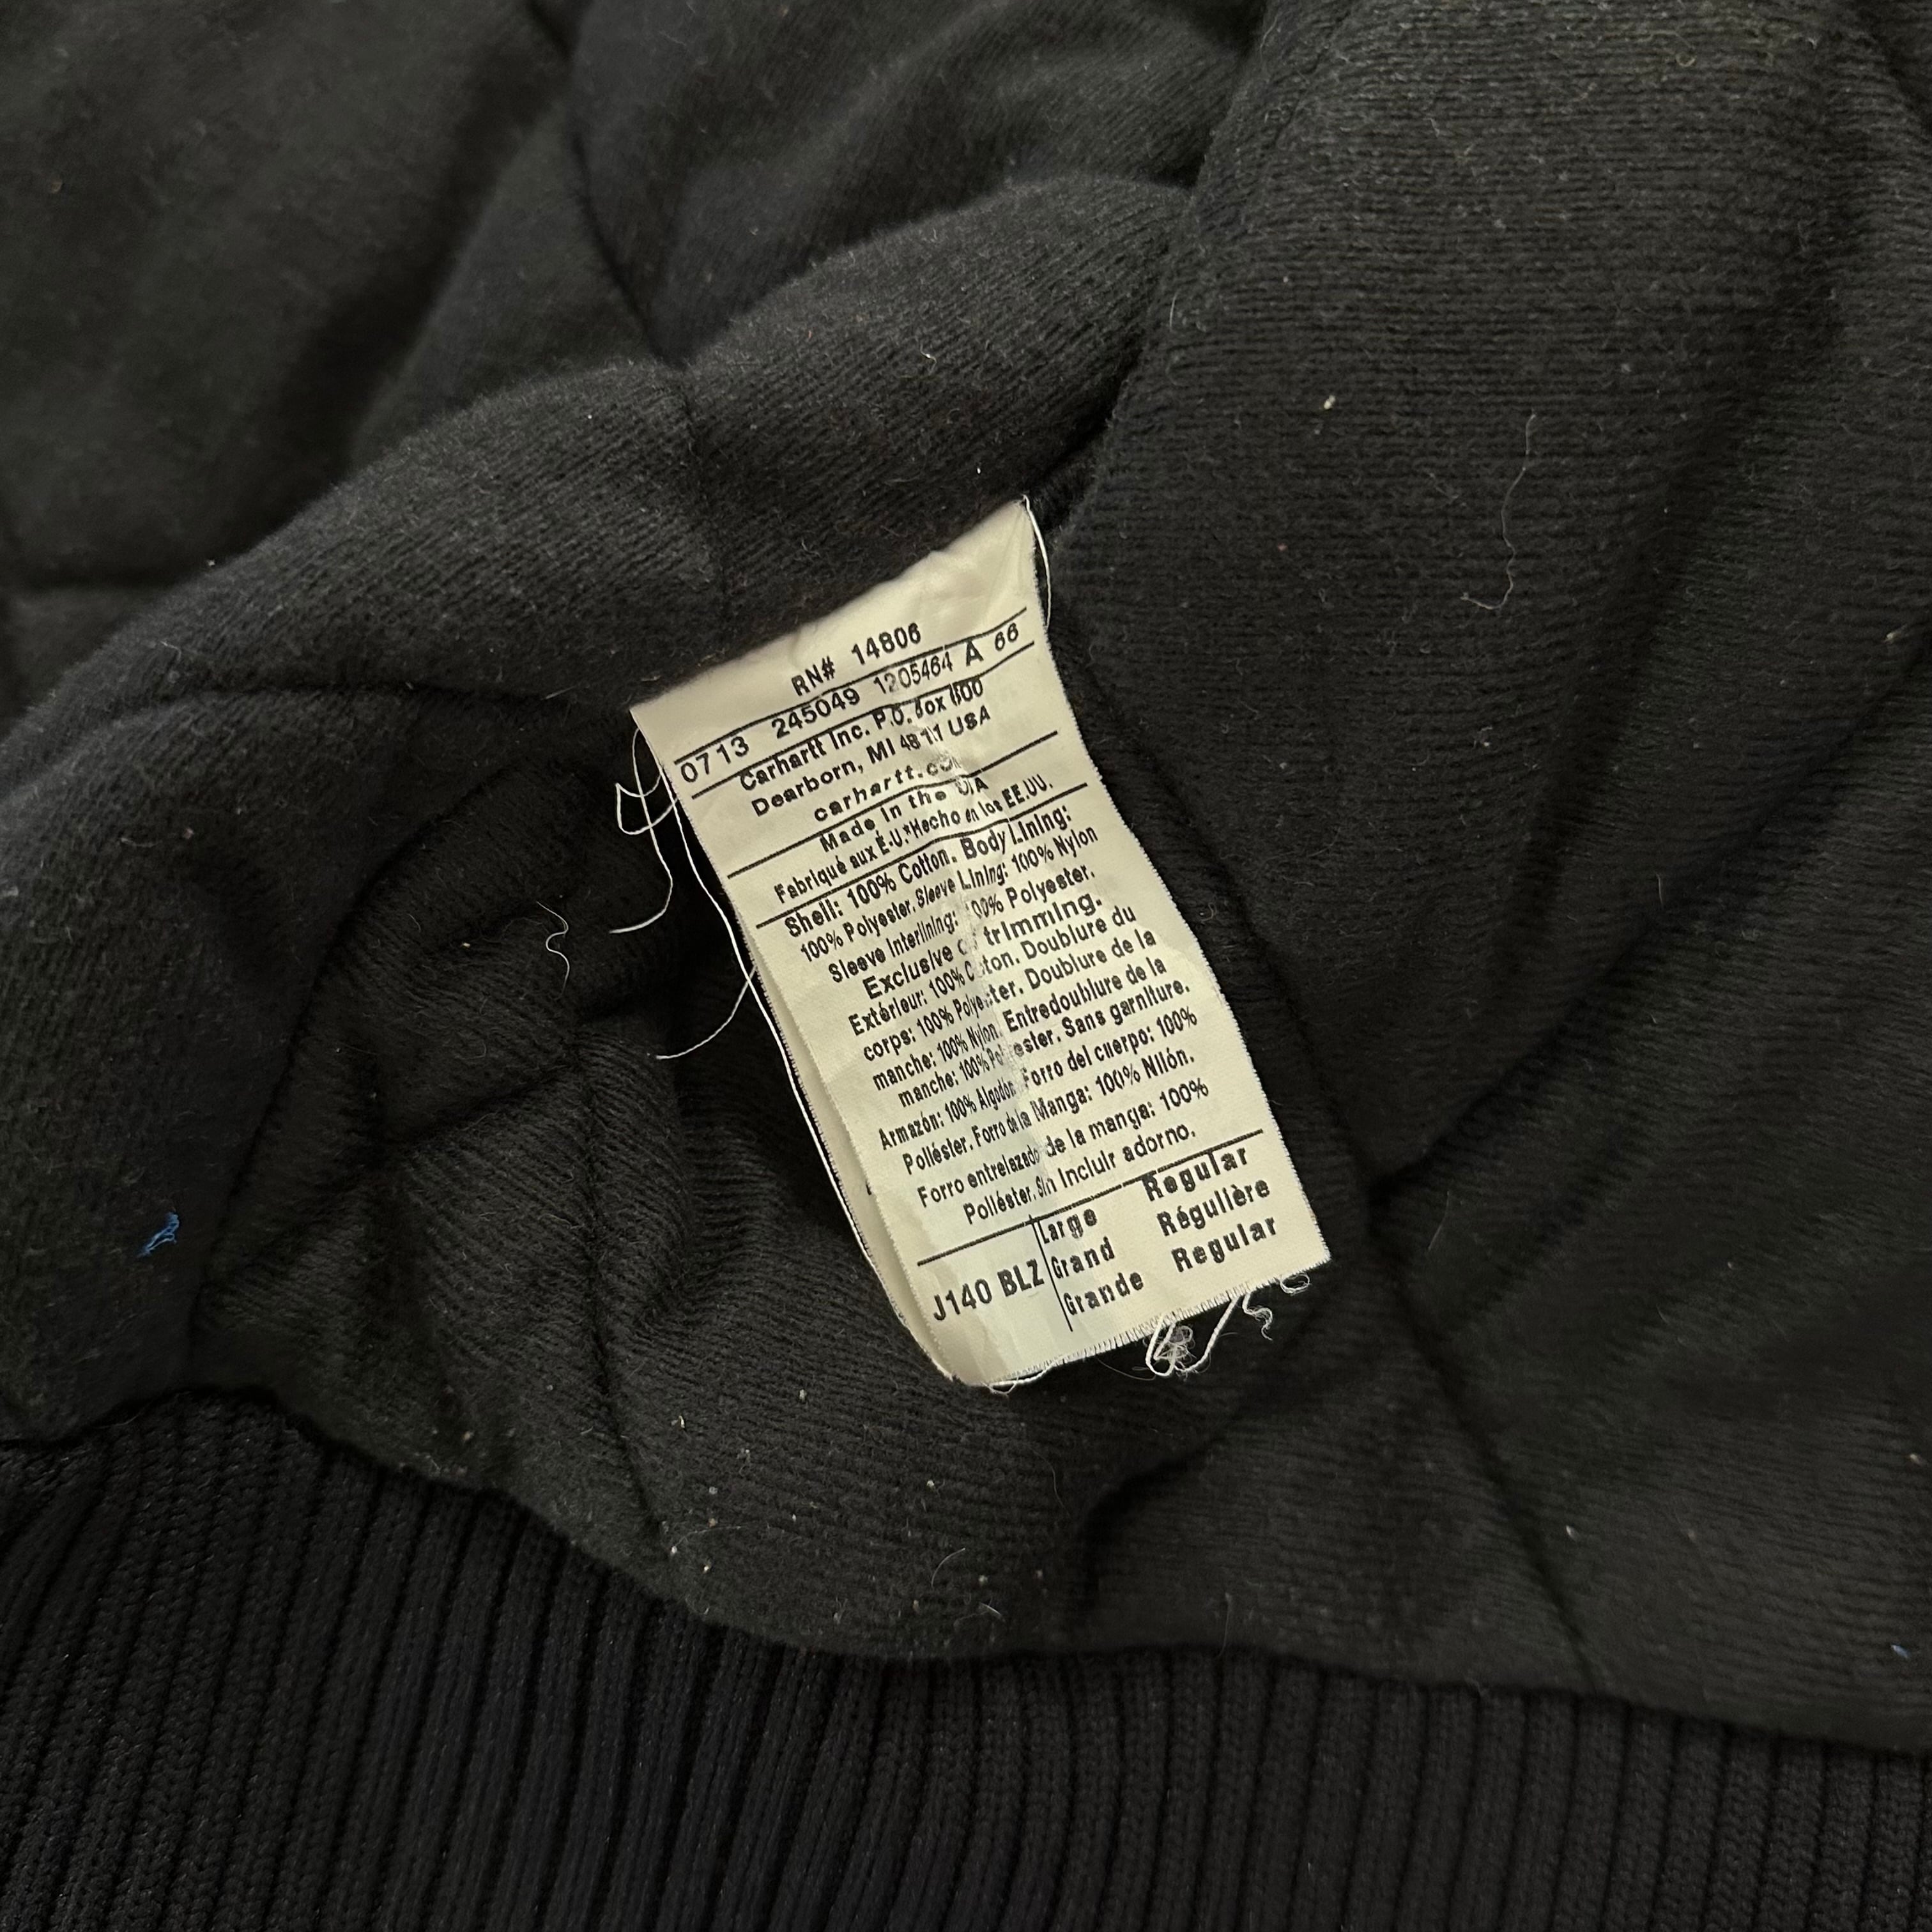 RN# 14806
0713 245049 1205464 A 66
Carhartt Inc. P.O. Box 600
Dearborn, MI USA
carhartt.com
Made in the
Fabriqué aux É-U.*Hecho en los EE.UU.
Shell: 100% Cotton. Body Lining:
100% Polyester. Sleeve Lining: 100% Nylon
Sleeve Interlining: 100% Polyester.
Exclusive of trimming.
Extérieur: 100% Coton. Doublure du
corps: 100% Polyester. Doublure de la
manche: 100% Nylon. Entredoublure de la
manche: 100% Polyester. Sans garniture.
Armazón: 100% Algodón. Forro del cuerpo: 100%
Poliéster. Forro de la Manga: 100% Nilón.
Forro entrelazado de la manga: 100%
Poliéster. Sin Incluir adorno.
J140 BLZ
Large Regular
Grand Régulière
Grande Regular